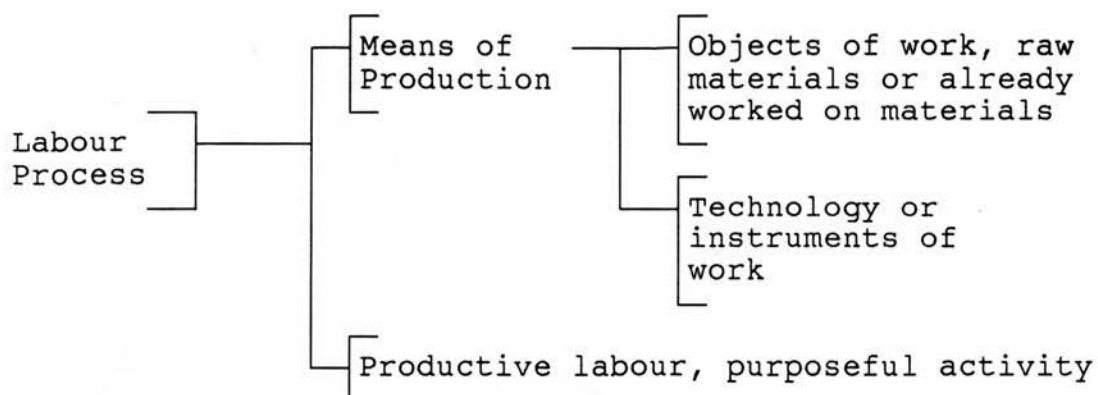 Means of
Production
Objects of work, raw
materials or already
worked on materials
Labour
Process
Technology or
instruments of
work
Productive labour, purposeful activity